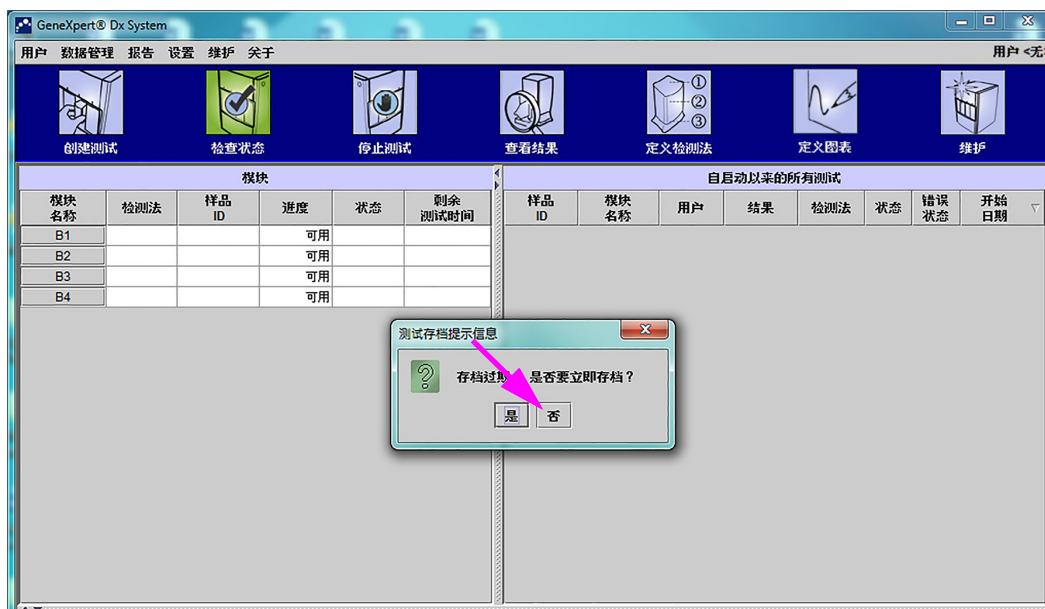 GeneXpert® Dx System
用户 数据管理 报告 设置 维护 关于 用户 <无
创建测试 检查状态 停止测试 查看结果 定义检测法 定义图表 维护
模块 自启动以来的所有测试
模块名称 检测法 样品ID 进度 状态 剩余测试时间 样品ID 模块名称 用户 结果 检测法 状态 错误状态 开始日期
B1 可用
B2 可用
B3 可用
B4 可用
测试存档提示信息
存档过期 是否要立即存档？
是 否